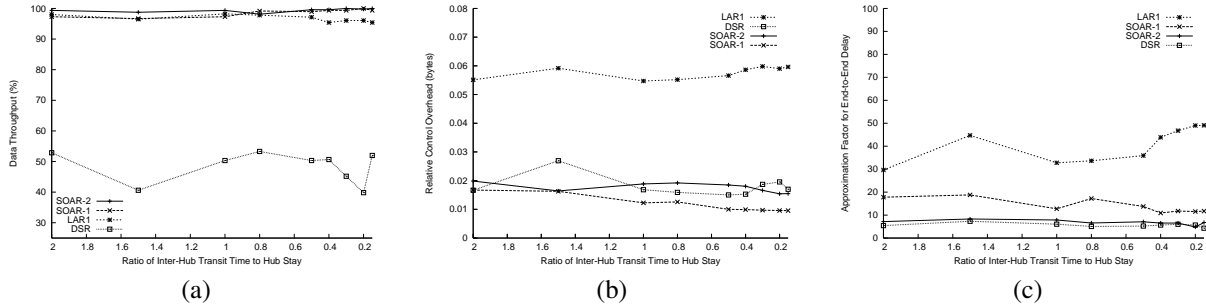 100
90
80
70
60
50
40
30
Data Throughput (%)
SOAR-2
SOAR-1
LAR1
DSR
2 1.8 1.6 1.4 1.2 1 0.8 0.6 0.4 0.2
Ratio of Inter-Hub Transit Time to Hub Stay
(a)
0.08
0.07
0.06
0.05
0.04
0.03
0.02
0.01
0
Relative Control Overhead (bytes)
LAR1
DSR
SOAR-2
SOAR-1
2 1.8 1.6 1.4 1.2 1 0.8 0.6 0.4 0.2
Ratio of Inter-Hub Transit Time to Hub Stay
(b)
100
90
80
70
60
50
40
30
20
10
0
Approximation Factor for End-to-End Delay
LAR1
SOAR-1
SOAR-2
DSR
2 1.8 1.6 1.4 1.2 1 0.8 0.6 0.4 0.2
Ratio of Inter-Hub Transit Time to Hub Stay
(c)